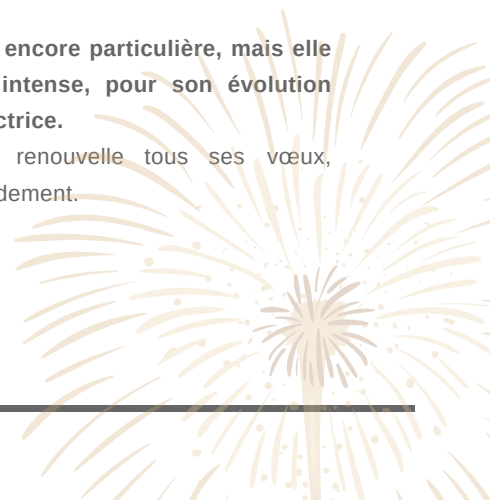 encore particulière, mais elle
intense, pour son évolution
ctrice.
renouvelle tous ses vœux,
dement.